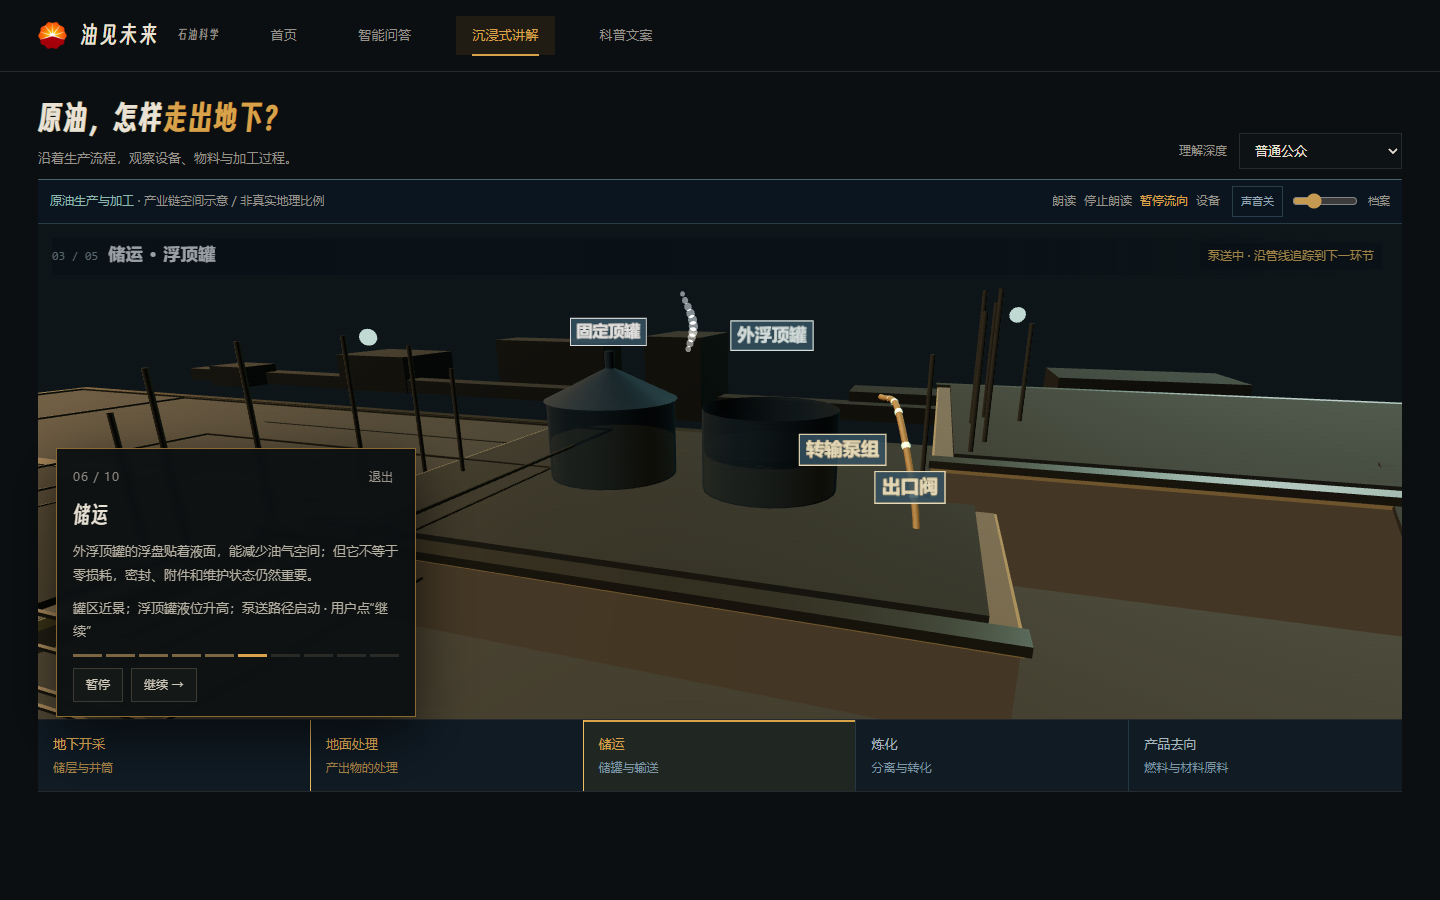 油见未来 石油科学 首页 智能问答 沉浸式讲解 科普文案
原油，怎样走出地下？
沿着生产流程，观察设备、物料与加工过程。
理解深度 普通公众
原油生产与加工 · 产业链空间示意 / 非真实地理比例
朗读 停止朗读 暂停流向 设备 声音关 档案
03 / 05 储运 • 浮顶罐
泵送中 · 沿管线追踪到下一环节
固定顶罐
外浮顶罐
转输泵组
出口阀
06 / 10 退出
储运
外浮顶罐的浮盘贴着液面，能减少油气空间；但它不等于
零损耗，密封、附件和维护状态仍然重要。
罐区近景；浮顶罐液位升高；泵送路径启动 · 用户点“继
续”
暂停 继续 →
地下开采
储层与井筒
地面处理
产出物的处理
储运
储罐与输送
炼化
分离与转化
产品去向
燃料与材料原料